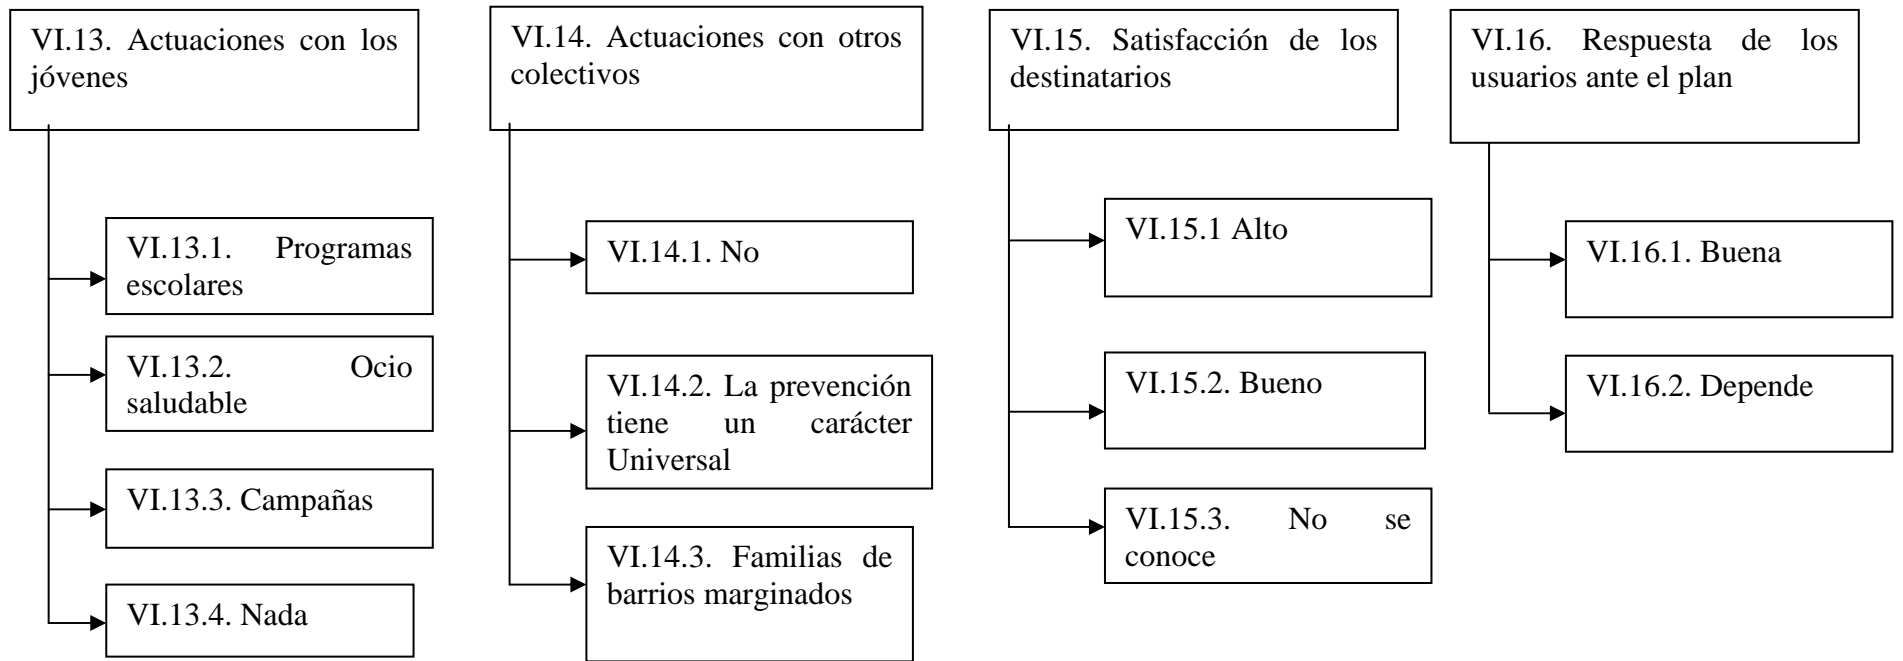 VI.13. Actuaciones con los
jóvenes
VI.13.1. Programas
escolares
VI.13.2. Ocio
saludable
VI.13.3. Campañas
VI.13.4. Nada
VI.14. Actuaciones con otros
colectivos
VI.14.1. No
VI.14.2. La prevención
tiene un carácter
Universal
VI.14.3. Familias de
barrios marginados
VI.15. Satisfacción de los
destinatarios
VI.15.1 Alto
VI.15.2. Bueno
VI.15.3. No se
conoce
VI.16. Respuesta de los
usuarios ante el plan
VI.16.1. Buena
VI.16.2. Depende